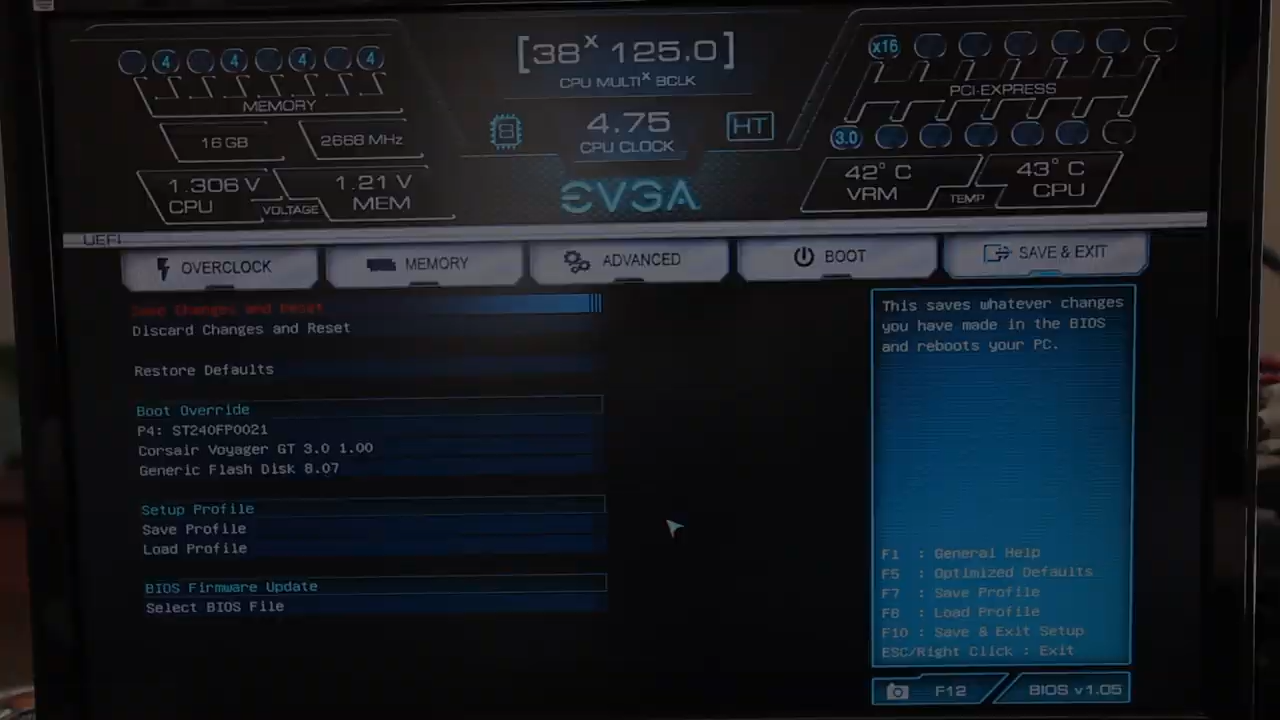 4 4 4 4
MEMORY
16 GB 2668 MHz
1.306 V CPU
VOLTAGE
1.21 V MEM
[38x 125.0]
CPU MULTIx BCLK
8
4.75
CPU CLOCK
HT
EVGA
x16
PCI-EXPRESS
3.0
42° C VRM
TEMP
43° C CPU
UEFI
OVERCLOCK MEMORY ADVANCED BOOT SAVE & EXIT
Save Changes and Reset
Discard Changes and Reset
Restore Defaults
Boot Override
P4: ST240FP0021
Corsair Voyager GT 3.0 1.00
Generic Flash Disk 8.07
Setup Profile
Save Profile
Load Profile
BIOS Firmware Update
Select BIOS File
This saves whatever changes
you have made in the BIOS
and reboots your PC.
F1 : General Help
F5 : Optimized Defaults
F7 : Save Profile
F8 : Load Profile
F10 : Save & Exit Setup
ESC/Right Click : Exit
F12 BIOS v1.05